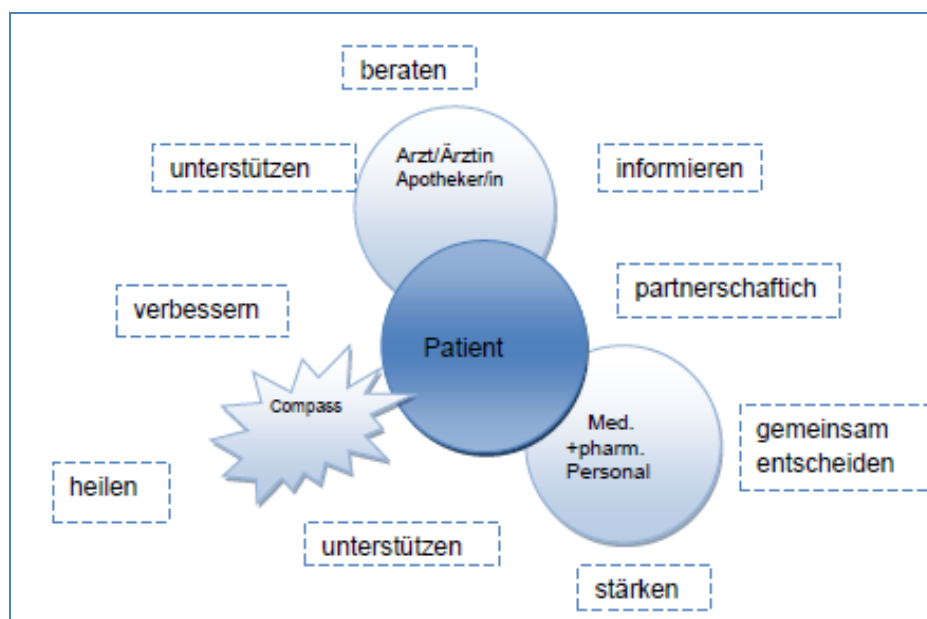 beraten
unterstützen
Arzt/Ärztin
Apotheker/in
informieren
verbessern
partnerschaftich
Patient
Compass
Med.
+pharm.
Personal
gemeinsam
entscheiden
heilen
unterstützen
stärken